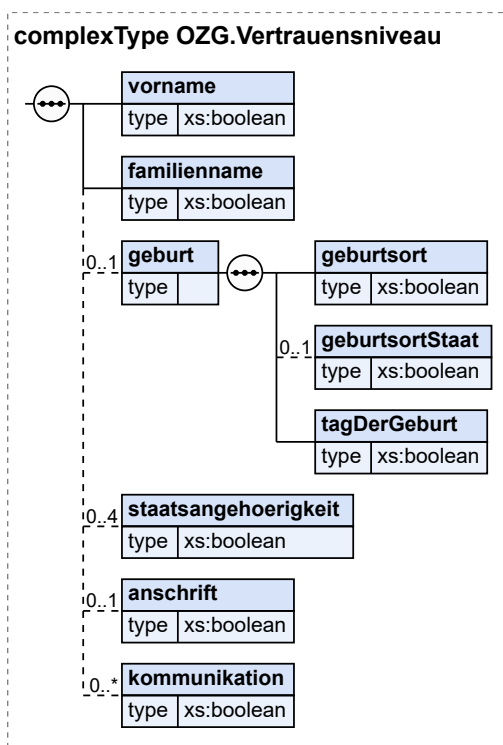 complexType OZG.Vertrauensniveau
vorname
type xs:boolean
familienname
type xs:boolean
0..1 geburt
type
geburtsort
type xs:boolean
0..1 geburtsortStaat
type xs:boolean
tagDerGeburt
type xs:boolean
0..4 staatsangehoerigkeit
type xs:boolean
0..1 anschrift
type xs:boolean
0..* kommunikation
type xs:boolean